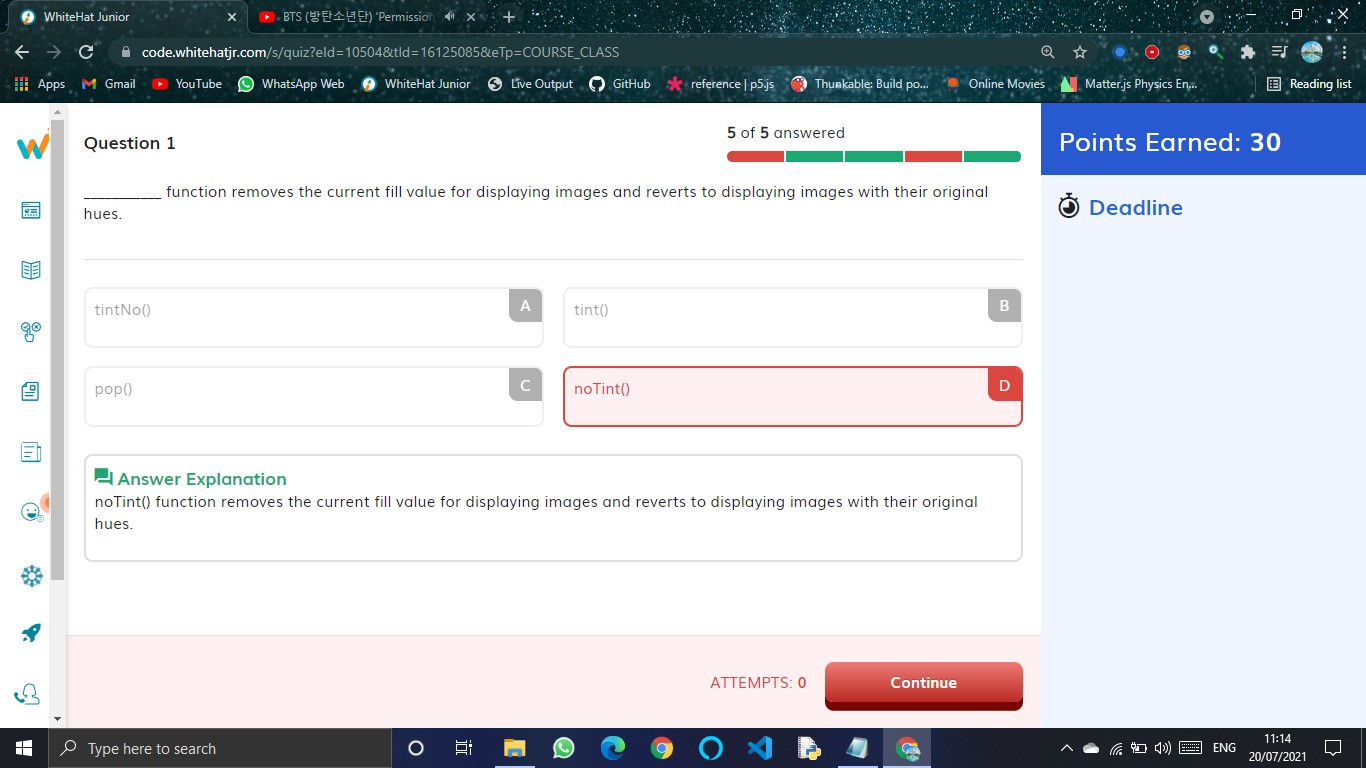 WhiteHat Junior
BTS (방탄소년단) 'Permission
code.whitehatjr.com/s/quiz?eId=10504&tId=16125085&eTp=COURSE_CLASS
Apps Gmail YouTube WhatsApp Web WhiteHat Junior Live Output GitHub reference | p5.js Thunkable: Build po... Online Movies Matter.js Physics En... Reading list
Question 1
5 of 5 answered
Points Earned: 30
Deadline
___________ function removes the current fill value for displaying images and reverts to displaying images with their original
hues.
tintNo() A
tint() B
pop() C
noTint() D
Answer Explanation
noTint() function removes the current fill value for displaying images and reverts to displaying images with their original
hues.
ATTEMPTS: 0
Continue
Type here to search
ENG
11:14
20/07/2021